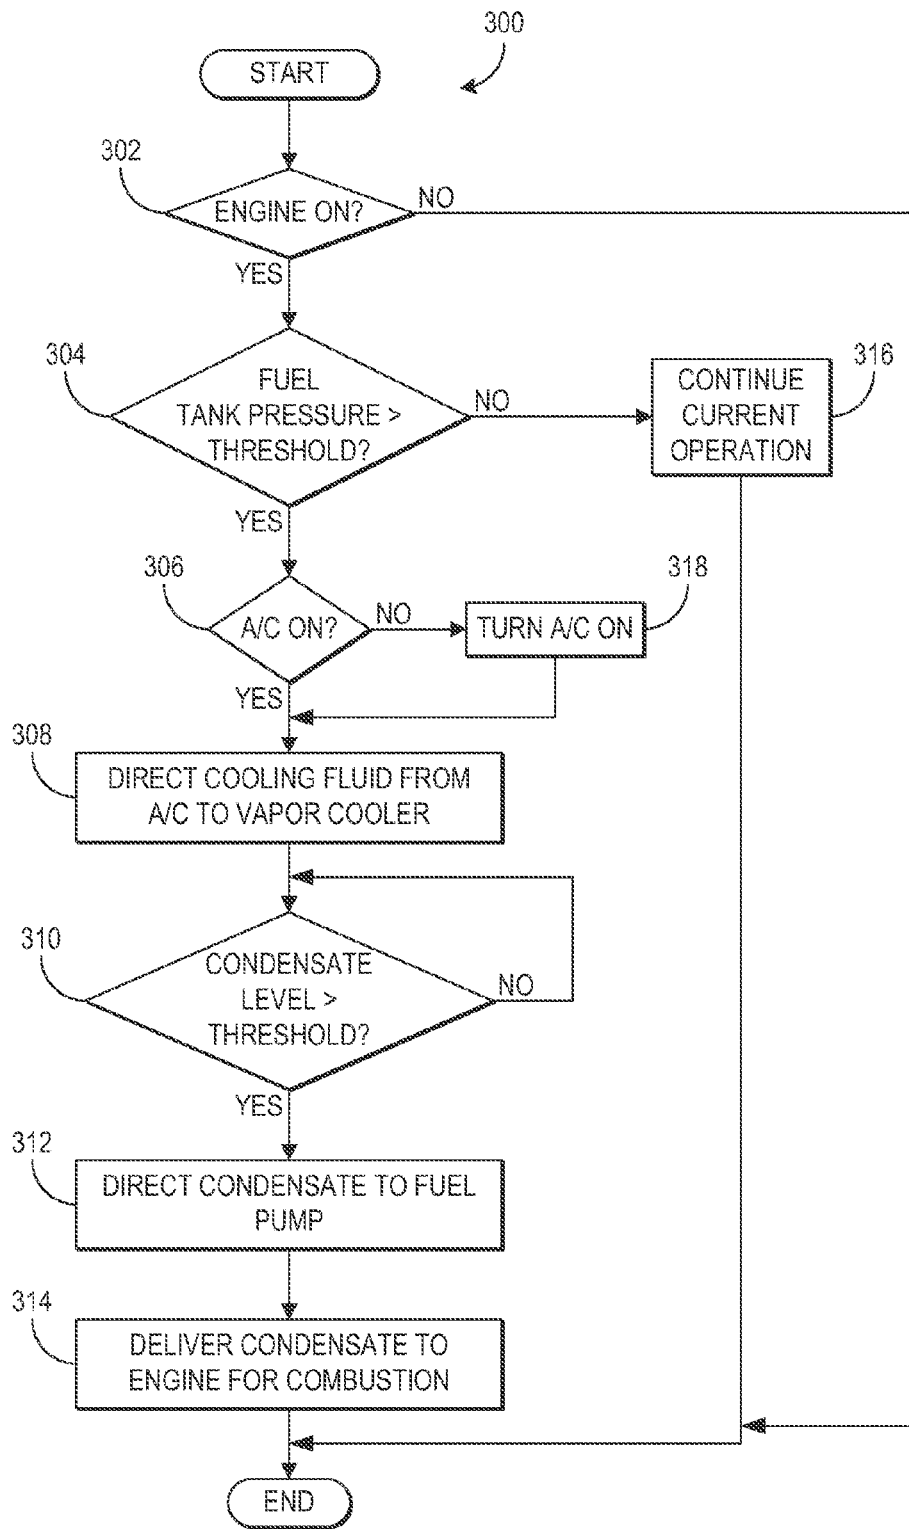 300
START
302
ENGINE ON?
NO
YES
304
FUEL
TANK PRESSURE >
THRESHOLD?
NO
316
CONTINUE
CURRENT
OPERATION
YES
306
A/C ON?
NO
318
TURN A/C ON
YES
308
DIRECT COOLING FLUID FROM
A/C TO VAPOR COOLER
310
CONDENSATE
LEVEL >
THRESHOLD?
NO
YES
312
DIRECT CONDENSATE TO FUEL
PUMP
314
DELIVER CONDENSATE TO
ENGINE FOR COMBUSTION
END